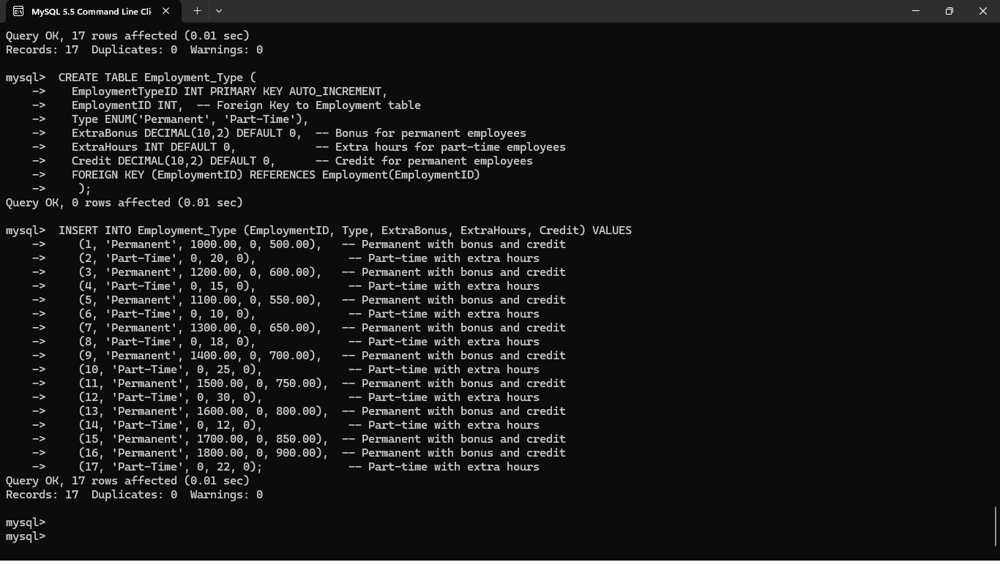 MySQL 5.5 Command Line Cli
Query OK, 17 rows affected (0.01 sec)
Records: 17  Duplicates: 0  Warnings: 0
mysql>  CREATE TABLE Employment_Type (
    ->    EmploymentTypeID INT PRIMARY KEY AUTO_INCREMENT,
    ->    EmploymentID INT,  -- Foreign Key to Employment table
    ->    Type ENUM('Permanent', 'Part-Time'),
    ->    ExtraBonus DECIMAL(10,2) DEFAULT 0,  -- Bonus for permanent employees
    ->    ExtraHours INT DEFAULT 0,            -- Extra hours for part-time employees
    ->    Credit DECIMAL(10,2) DEFAULT 0,      -- Credit for permanent employees
    ->    FOREIGN KEY (EmploymentID) REFERENCES Employment(EmploymentID)
    ->     );
Query OK, 0 rows affected (0.01 sec)
mysql>  INSERT INTO Employment_Type (EmploymentID, Type, ExtraBonus, ExtraHours, Credit) VALUES
    ->     (1, 'Permanent', 1000.00, 0, 500.00),   -- Permanent with bonus and credit
    ->     (2, 'Part-Time', 0, 20, 0),              -- Part-time with extra hours
    ->     (3, 'Permanent', 1200.00, 0, 600.00),   -- Permanent with bonus and credit
    ->     (4, 'Part-Time', 0, 15, 0),              -- Part-time with extra hours
    ->     (5, 'Permanent', 1100.00, 0, 550.00),   -- Permanent with bonus and credit
    ->     (6, 'Part-Time', 0, 10, 0),              -- Part-time with extra hours
    ->     (7, 'Permanent', 1300.00, 0, 650.00),   -- Permanent with bonus and credit
    ->     (8, 'Part-Time', 0, 18, 0),              -- Part-time with extra hours
    ->     (9, 'Permanent', 1400.00, 0, 700.00),   -- Permanent with bonus and credit
    ->     (10, 'Part-Time', 0, 25, 0),             -- Part-time with extra hours
    ->     (11, 'Permanent', 1500.00, 0, 750.00),  -- Permanent with bonus and credit
    ->     (12, 'Part-Time', 0, 30, 0),             -- Part-time with extra hours
    ->     (13, 'Permanent', 1600.00, 0, 800.00),  -- Permanent with bonus and credit
    ->     (14, 'Part-Time', 0, 12, 0),             -- Part-time with extra hours
    ->     (15, 'Permanent', 1700.00, 0, 850.00),  -- Permanent with bonus and credit
    ->     (16, 'Permanent', 1800.00, 0, 900.00),  -- Permanent with bonus and credit
    ->     (17, 'Part-Time', 0, 22, 0);             -- Part-time with extra hours
Query OK, 17 rows affected (0.01 sec)
Records: 17  Duplicates: 0  Warnings: 0
mysql>
mysql>